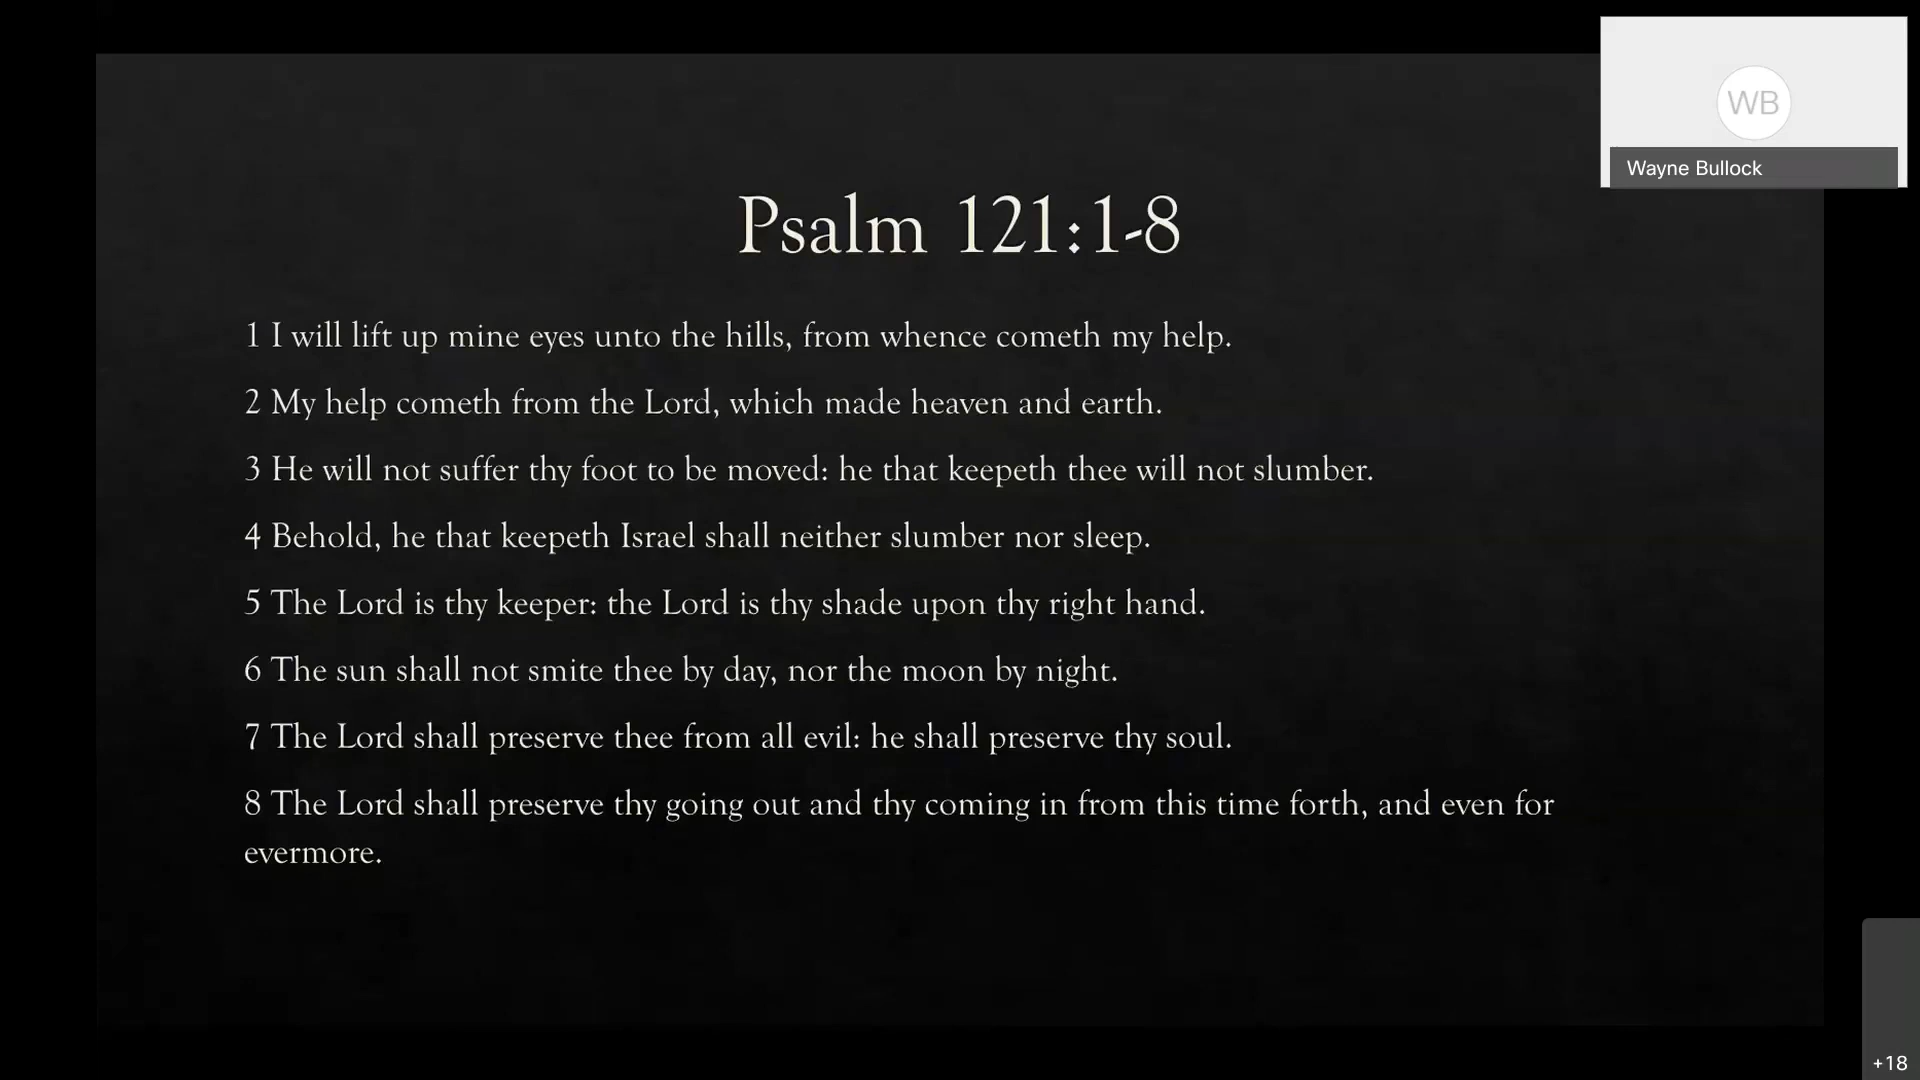 WB
Wayne Bullock
Psalm 121:1-8
1 I will lift up mine eyes unto the hills, from whence cometh my help.
2 My help cometh from the Lord, which made heaven and earth.
3 He will not suffer thy foot to be moved: he that keepeth thee will not slumber.
4 Behold, he that keepeth Israel shall neither slumber nor sleep.
5 The Lord is thy keeper: the Lord is thy shade upon thy right hand.
6 The sun shall not smite thee by day, nor the moon by night.
7 The Lord shall preserve thee from all evil: he shall preserve thy soul.
8 The Lord shall preserve thy going out and thy coming in from this time forth, and even for
evermore.
+18